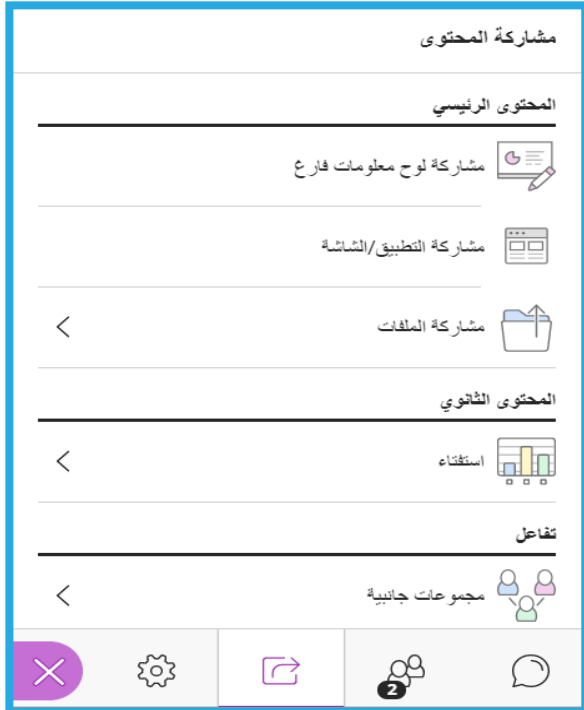 مشاركة المحتوى
المحتوى الرئيسي
مشاركة لوح معلومات فارغ
مشاركة التطبيق/الشاشة
مشاركة الملفات
المحتوى الثانوي
استفتاء
تفاعل
مجموعات جانبية
2